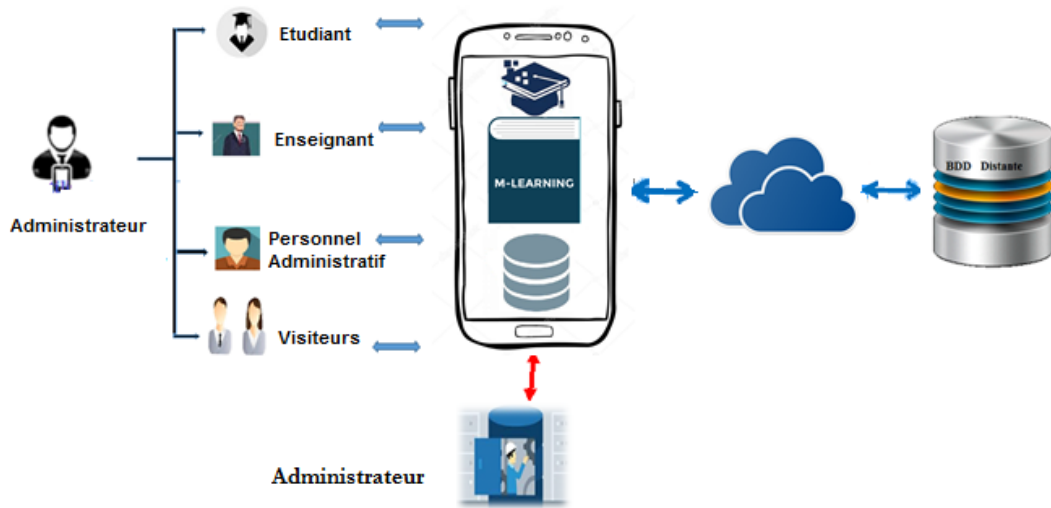 Etudiant
Enseignant
M-LEARNING
BDD Distante
Administrateur
Personnel
Administratif
Visiteurs
Administrateur